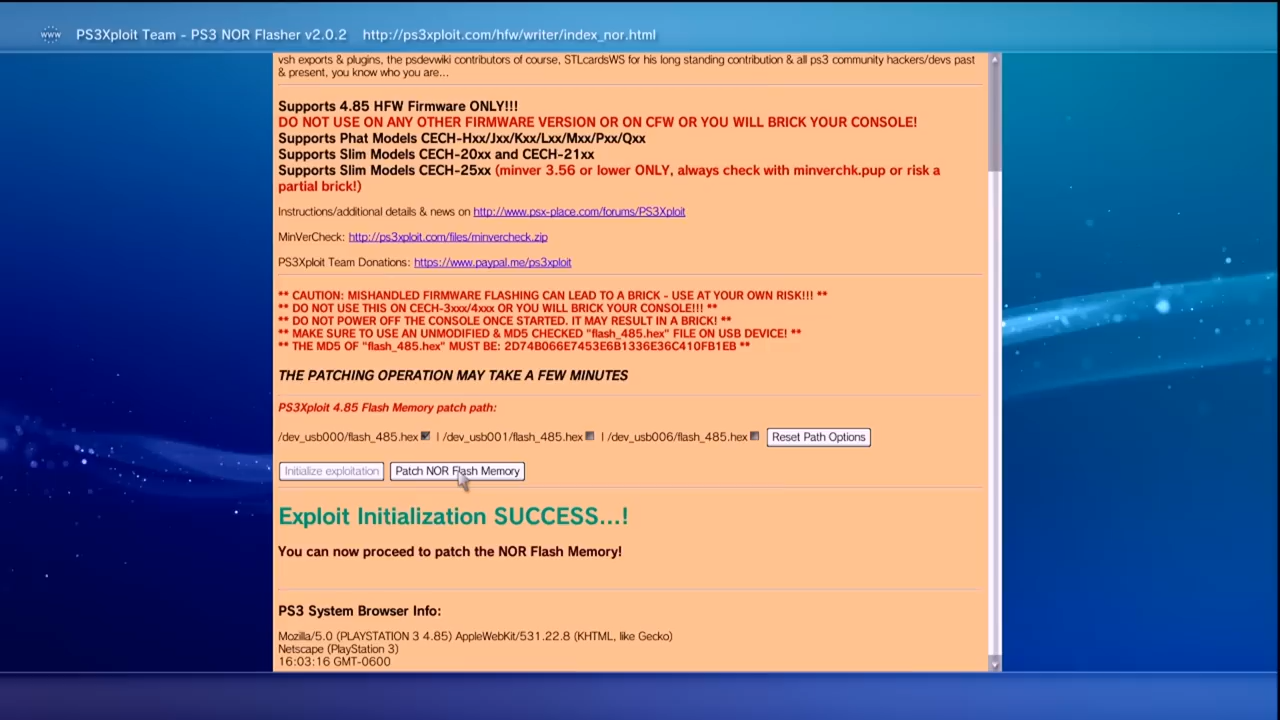 PS3Xploit Team - PS3 NOR Flasher v2.0.2 http://ps3xploit.com/hfw/writer/index_nor.html
vsh exports & plugins, the psdevwiki contributors of course, STLcardsWS for his long standing contribution & all ps3 community hackers/devs past
& present, you know who you are...
Supports 4.85 HFW Firmware ONLY!!!
DO NOT USE ON ANY OTHER FIRMWARE VERSION OR ON CFW OR YOU WILL BRICK YOUR CONSOLE!
Supports Phat Models CECH-Hxx/Jxx/Kxx/Lxx/Mxx/Pxx/Qxx
Supports Slim Models CECH-20xx and CECH-21xx
Supports Slim Models CECH-25xx (minver 3.56 or lower ONLY, always check with minverchk.pup or risk a
partial brick!)
Instructions/additional details & news on http://www.psx-place.com/forums/PS3Xploit
MinVerCheck: http://ps3xploit.com/files/minvercheck.zip
PS3Xploit Team Donations: https://www.paypal.me/ps3xploit
** CAUTION: MISHANDLED FIRMWARE FLASHING CAN LEAD TO A BRICK - USE AT YOUR OWN RISK!!! **
** DO NOT USE THIS ON CECH-3xxx/4xxx OR YOU WILL BRICK YOUR CONSOLE!!! **
** DO NOT POWER OFF THE CONSOLE ONCE STARTED. IT MAY RESULT IN A BRICK! **
** MAKE SURE TO USE AN UNMODIFIED & MD5 CHECKED "flash_485.hex" FILE ON USB DEVICE! **
** THE MD5 OF "flash_485.hex" MUST BE: 2D74B066E7453E6B1336E36C410FB1EB **
THE PATCHING OPERATION MAY TAKE A FEW MINUTES
PS3Xploit 4.85 Flash Memory patch path:
/dev_usb000/flash_485.hex | /dev_usb001/flash_485.hex | /dev_usb006/flash_485.hex Reset Path Options
Initialize exploitation Patch NOR Flash Memory
Exploit Initialization SUCCESS...!
You can now proceed to patch the NOR Flash Memory!
PS3 System Browser Info:
Mozilla/5.0 (PLAYSTATION 3 4.85) AppleWebKit/531.22.8 (KHTML, like Gecko)
Netscape (PlayStation 3)
16:03:16 GMT-0600